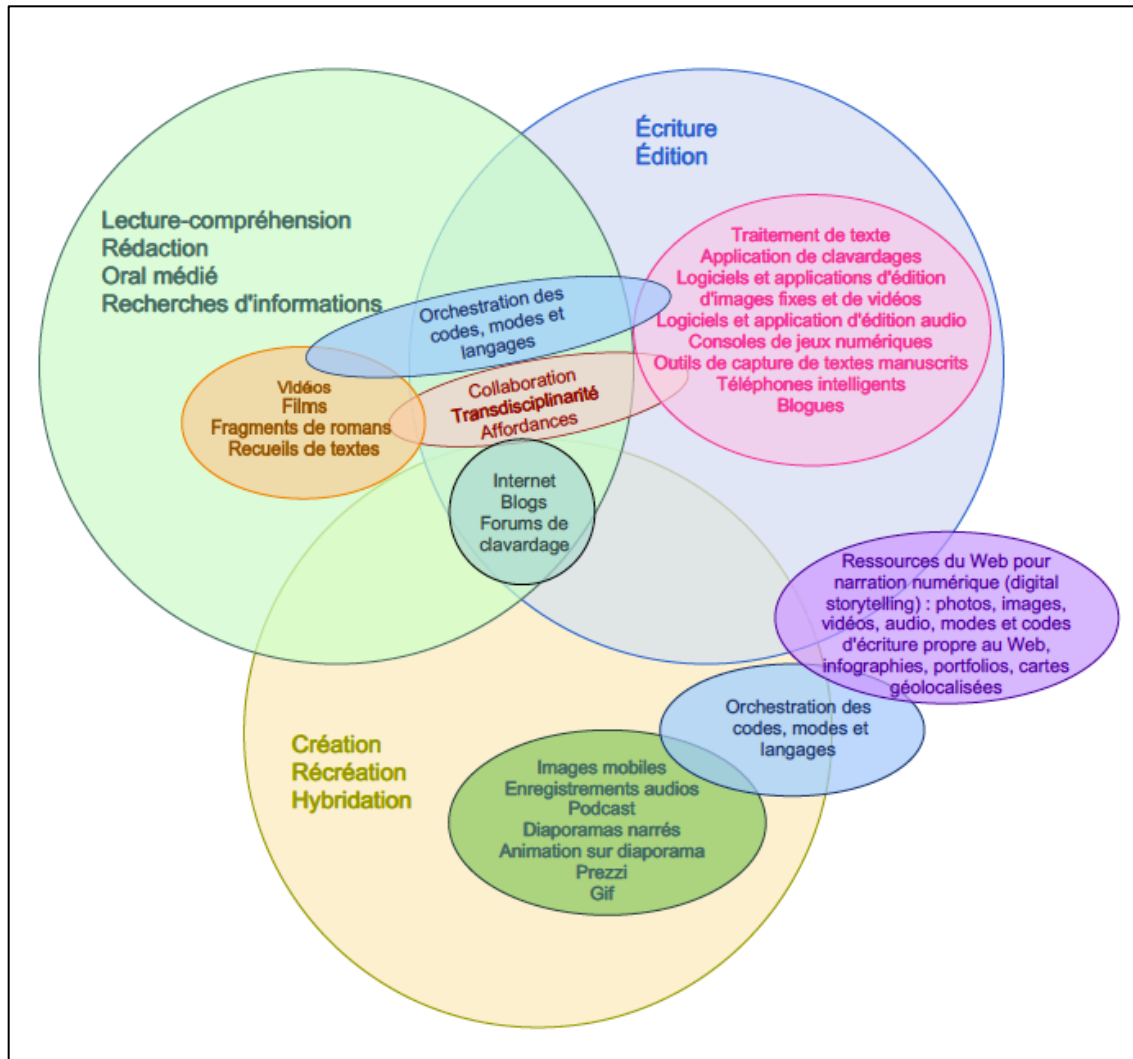 Écriture
Édition
Lecture-compréhension
Rédaction
Oral médié
Recherches d'informations
Traitement de texte
Application de clavardages
Logiciels et applications d'édition
d'images fixes et de vidéos
Logiciels et application d'édition audio
Consoles de jeux numériques
Outils de capture de textes manuscrits
Téléphones intelligents
Blogues
Orchestration des
codes, modes et
langages
Vidéos
Films
Fragments de romans
Recueils de textes
Collaboration
Transdisciplinarité
Affordances
Internet
Blogs
Forums de
clavardage
Ressources du Web pour
narration numérique (digital
storytelling) : photos, images,
vidéos, audio, modes et codes
d'écriture propre au Web,
infographies, portfolios, cartes
géolocalisées
Orchestration des
codes, modes et
langages
Création
Récréation
Hybridation
Images mobiles
Enregistrements audios
Podcast
Diaporamas narrés
Animation sur diaporama
Prezzi
Gif